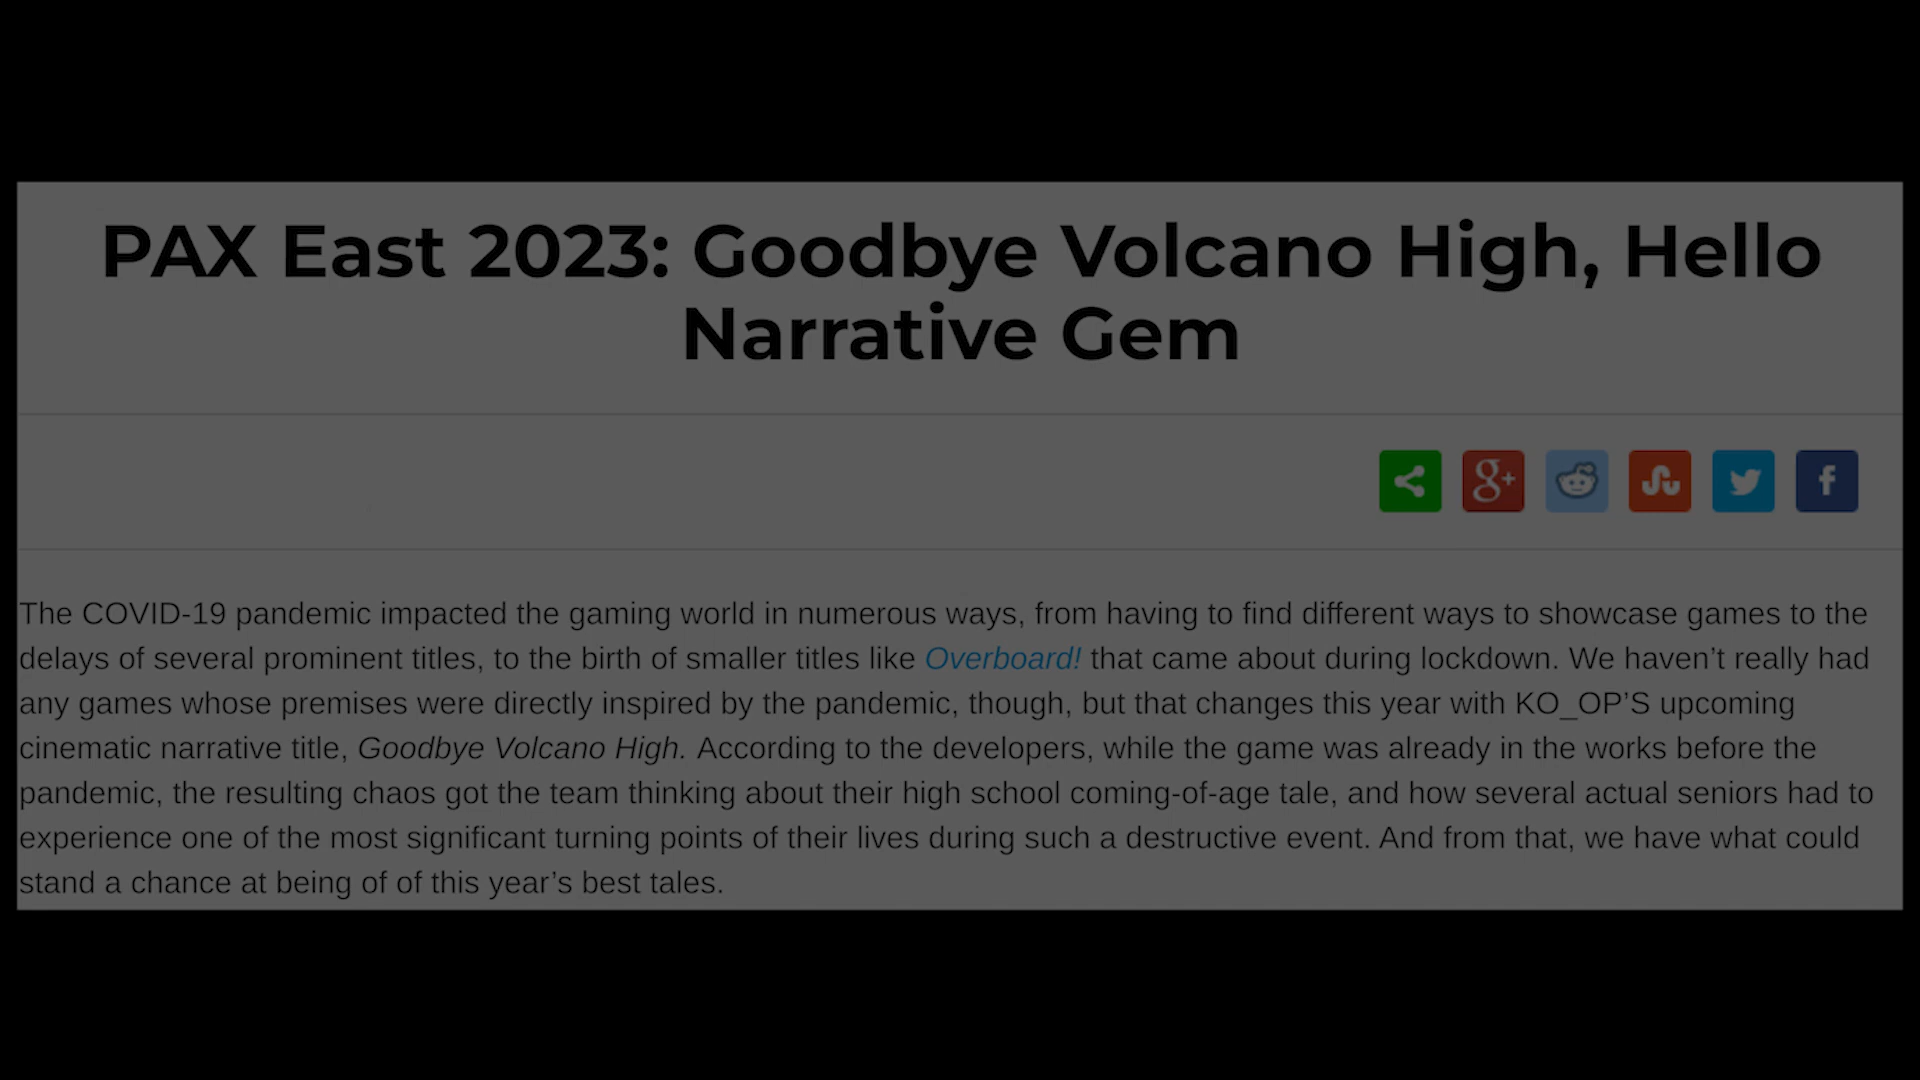 PAX East 2023: Goodbye Volcano High, Hello
Narrative Gem
g+
f
The COVID-19 pandemic impacted the gaming world in numerous ways, from having to find different ways to showcase games to the
delays of several prominent titles, to the birth of smaller titles like Overboard! that came about during lockdown. We haven’t really had
any games whose premises were directly inspired by the pandemic, though, but that changes this year with KO_OP’S upcoming
cinematic narrative title, Goodbye Volcano High. According to the developers, while the game was already in the works before the
pandemic, the resulting chaos got the team thinking about their high school coming-of-age tale, and how several actual seniors had to
experience one of the most significant turning points of their lives during such a destructive event. And from that, we have what could
stand a chance at being of of this year’s best tales.